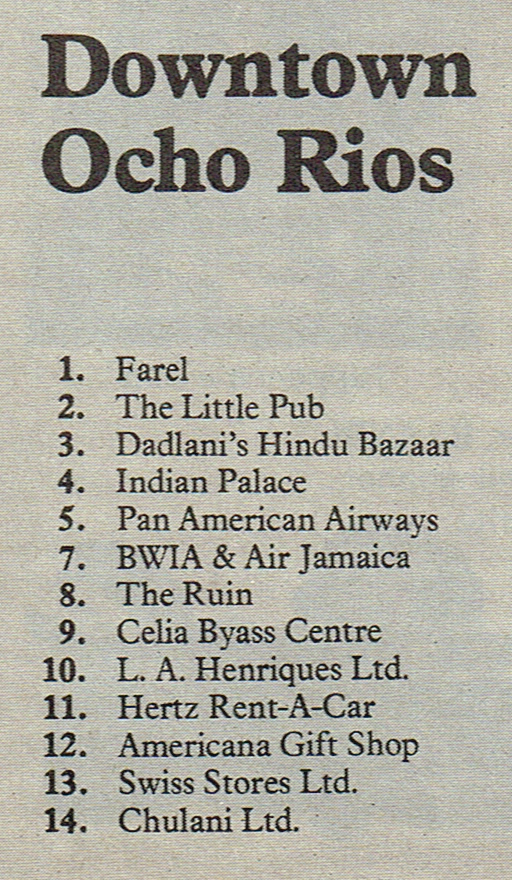 Downtown
Ocho Rios
1. Farel
2. The Little Pub
3. Dadlani's Hindu Bazaar
4. Indian Palace
5. Pan American Airways
7. BWIA & Air Jamaica
8. The Ruin
9. Celia Byass Centre
10. L. A. Henriques Ltd.
11. Hertz Rent-A-Car
12. Americana Gift Shop
13. Swiss Stores Ltd.
14. Chulani Ltd.